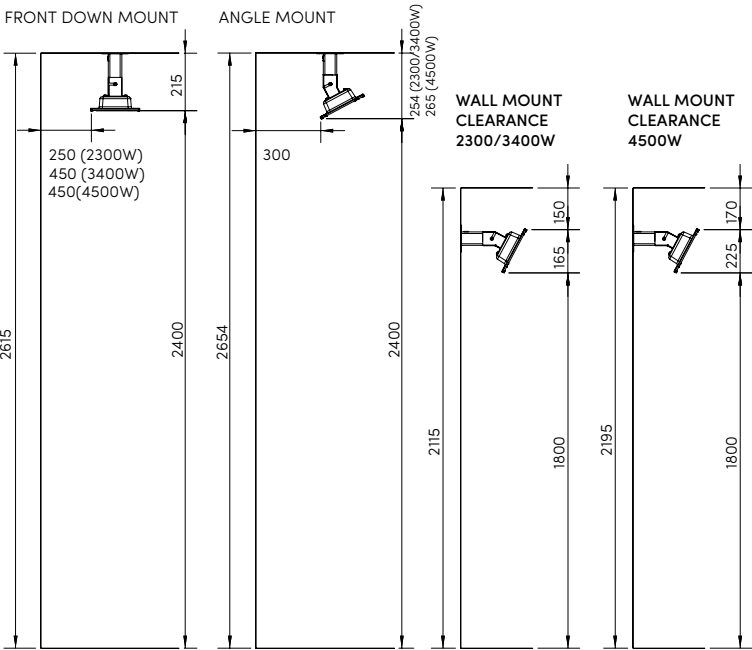 FRONT DOWN MOUNT
215
250 (2300W)
450 (3400W)
450(4500W)
2615
2400
ANGLE MOUNT
254 (2300/3400W)
265 (4500W)
300
2654
2400
WALL MOUNT
CLEARANCE
2300/3400W
150
165
2115
1800
WALL MOUNT
CLEARANCE
4500W
170
225
2195
1800